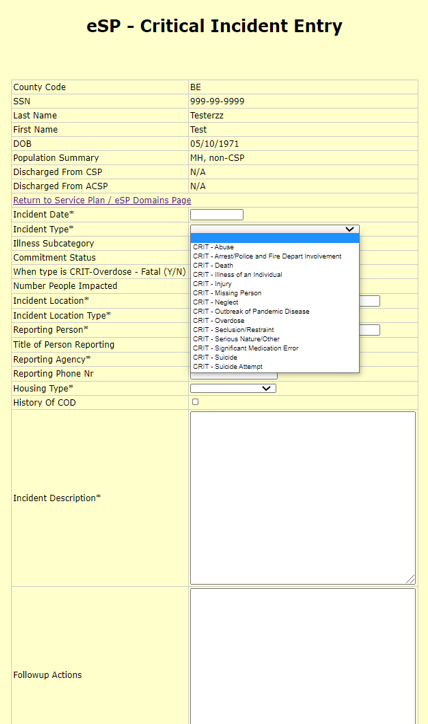 eSP - Critical Incident Entry
County Code BE
SSN 999-99-9999
Last Name Testerzz
First Name Test
DOB 05/10/1971
Population Summary MH, non-CSP
Discharged From CSP N/A
Discharged From ACSP N/A
Return to Service Plan / eSP Domains Page
Incident Date*
Incident Type*
Illness Subcategory
Commitment Status
When type is CRIT-Overdose - Fatal (Y/N)
Number People Impacted
Incident Location*
Incident Location Type*
Reporting Person*
Title of Person Reporting
Reporting Agency*
Reporting Phone Nr
Housing Type*
History Of COD
CRIT - Abuse
CRIT - Arrest/Police and Fire Depart Involvement
CRIT - Death
CRIT - Illness of an Individual
CRIT - Injury
CRIT - Missing Person
CRIT - Neglect
CRIT - Outbreak of Pandemic Disease
CRIT - Overdose
CRIT - Seclusion/Restraint
CRIT - Serious Nature/Other
CRIT - Significant Medication Error
CRIT - Suicide
CRIT - Suicide Attempt
Incident Description*
Followup Actions